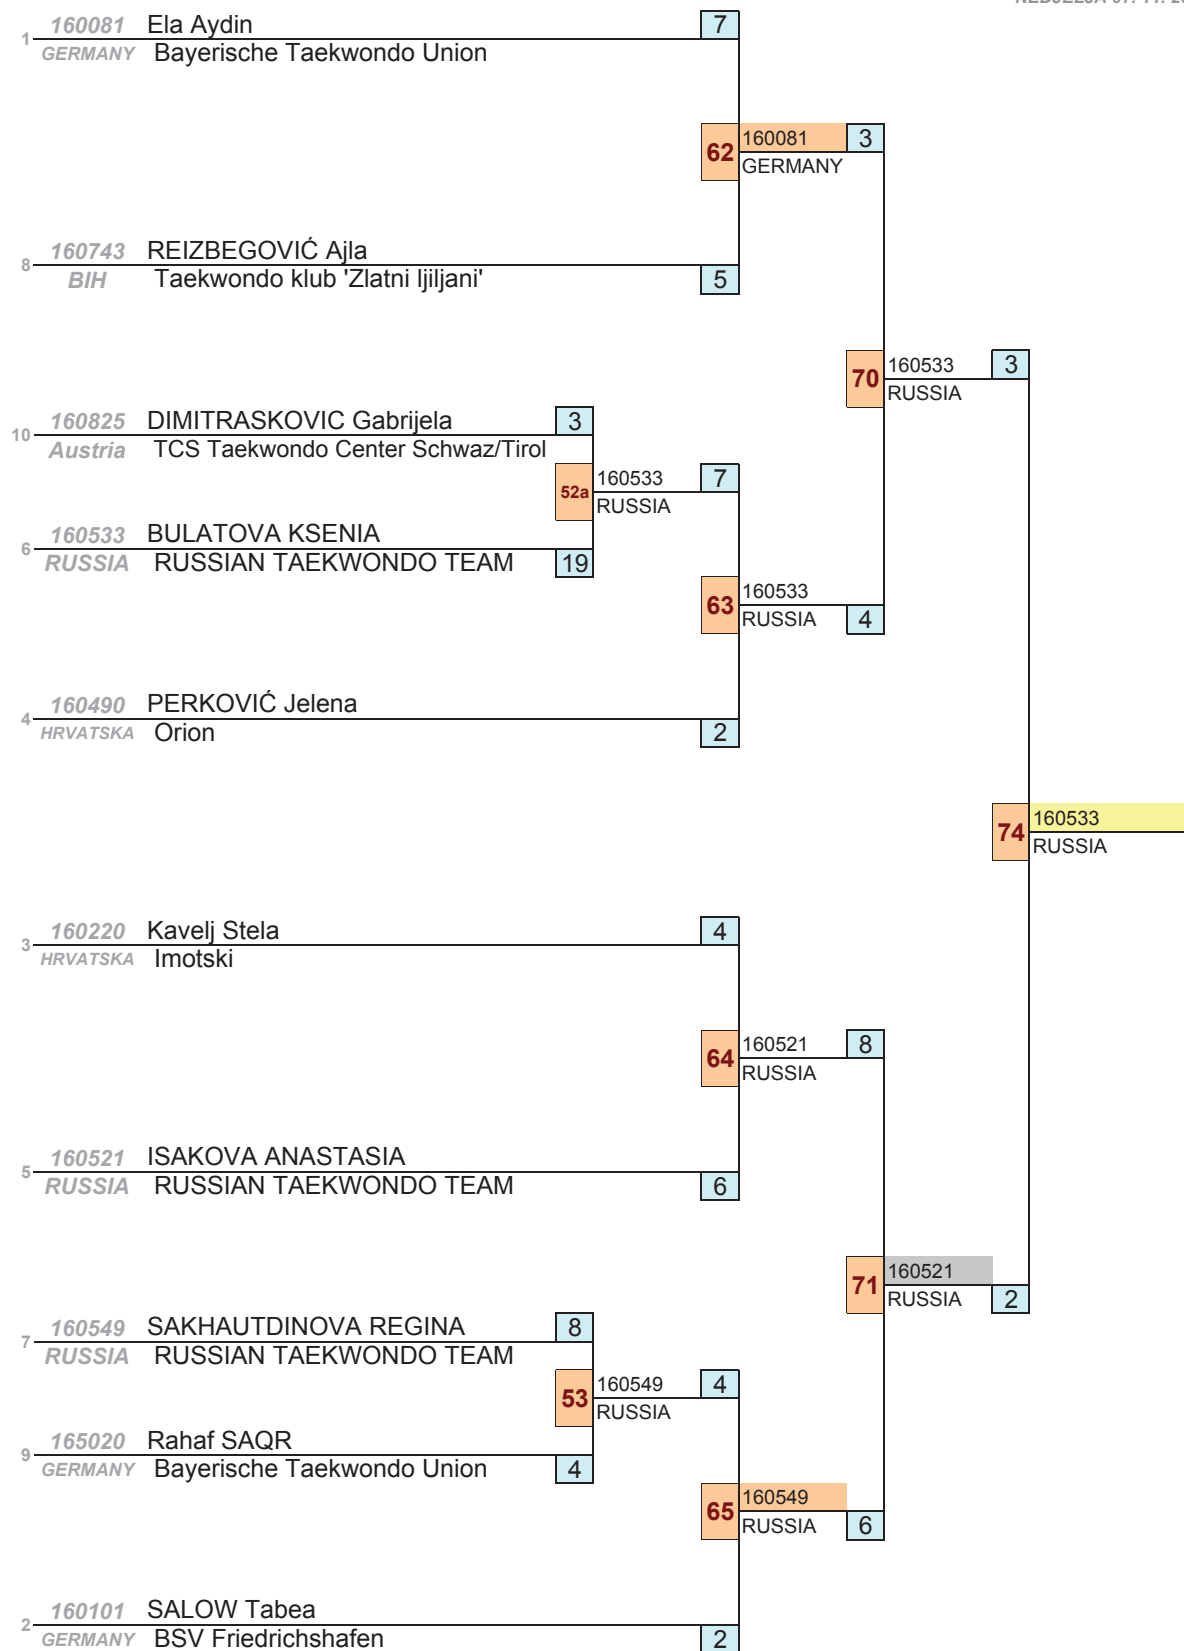 160081 Ela Aydin 7
1 GERMANY Bayerische Taekwondo Union
62 160081 3
GERMANY
160743 REIZBEGOVIĆ Ajla
8 BIH Taekwondo klub 'Zlatni ljiljani' 5
70 160533 3
RUSSIA
160825 DIMITRASKOVIC Gabrijela 3
10 Austria TCS Taekwondo Center Schwaz/Tirol
52a 160533 7
RUSSIA
160533 BULATOVA KSENIA
6 RUSSIA RUSSIAN TAEKWONDO TEAM 19
63 160533
RUSSIA 4
160490 PERKOVIĆ Jelena
4 HRVATSKA Orion 2
74 160533
RUSSIA
160220 Kavelj Stela 4
3 HRVATSKA Imotski
64 160521 8
RUSSIA
160521 ISAKOVA ANASTASIA
5 RUSSIA RUSSIAN TAEKWONDO TEAM 6
71 160521
RUSSIA 2
160549 SAKHAUTDINOVA REGINA 8
7 RUSSIA RUSSIAN TAEKWONDO TEAM
53 160549 4
RUSSIA
165020 Rahaf SAQR
9 GERMANY Bayerische Taekwondo Union 4
65 160549
RUSSIA 6
160101 SALOW Tabea
2 GERMANY BSV Friedrichshafen 2